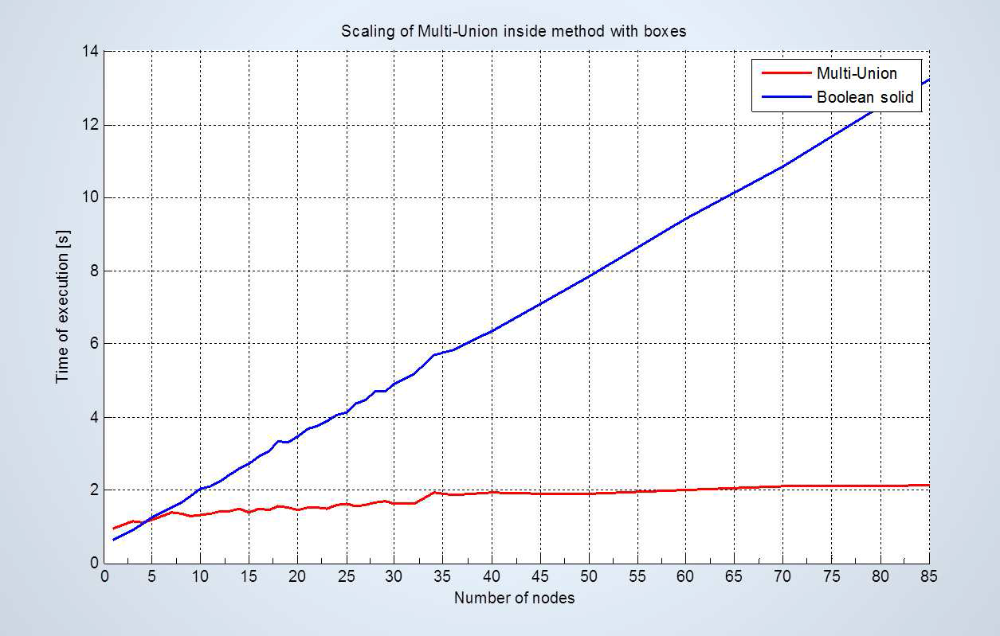 Scaling of Multi-Union inside method with boxes
14
12
10
8
6
4
2
0
Time of execution [s]
Multi-Union
Boolean solid
0 5 10 15 20 25 30 35 40 45 50 55 60 65 70 75 80 85
Number of nodes